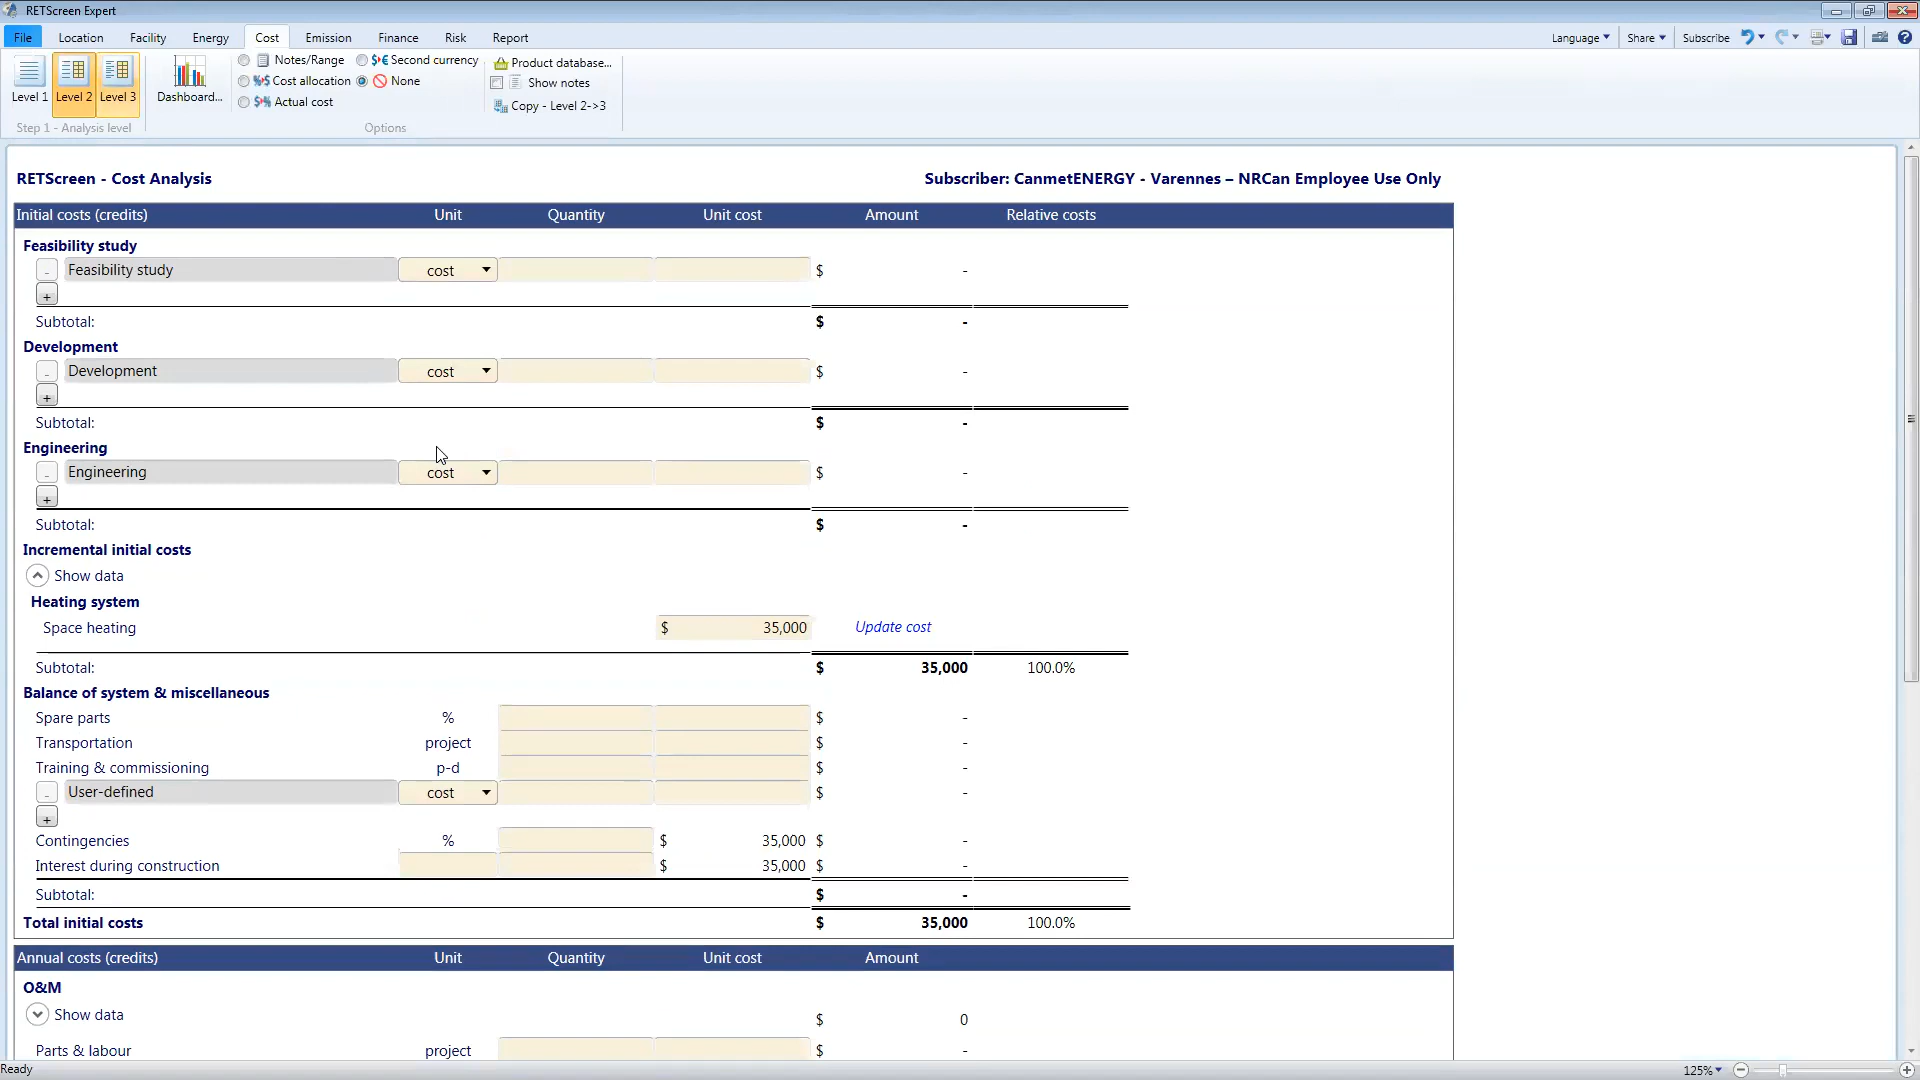 RETScreen Expert
File Location Facility Energy Cost Emission Finance Risk Report Language Share Subscribe
Level 1 Level 2 Level 3
Step 1 - Analysis level
Dashboard...
Notes/Range $€ Second currency
%$ Cost allocation None
$% Actual cost
Options
Product database...
Show notes
Copy - Level 2->3
RETScreen - Cost Analysis Subscriber: CanmetENERGY - Varennes – NRCan Employee Use Only
Initial costs (credits) Unit Quantity Unit cost Amount Relative costs
Feasibility study
- Feasibility study cost $ -
+
Subtotal: $ -
Development
- Development cost $ -
+
Subtotal: $ -
Engineering
- Engineering cost $ -
+
Subtotal: $ -
Incremental initial costs
Show data
Heating system
Space heating $ 35,000 Update cost
Subtotal: $ 35,000 100.0%
Balance of system & miscellaneous
Spare parts % $ -
Transportation project $ -
Training & commissioning p-d $ -
- User-defined cost $ -
+
Contingencies % $ 35,000 $ -
Interest during construction $ 35,000 $ -
Subtotal: $ -
Total initial costs $ 35,000 100.0%
Annual costs (credits) Unit Quantity Unit cost Amount
O&M
Show data $ 0
Parts & labour project $ -
Ready 125%